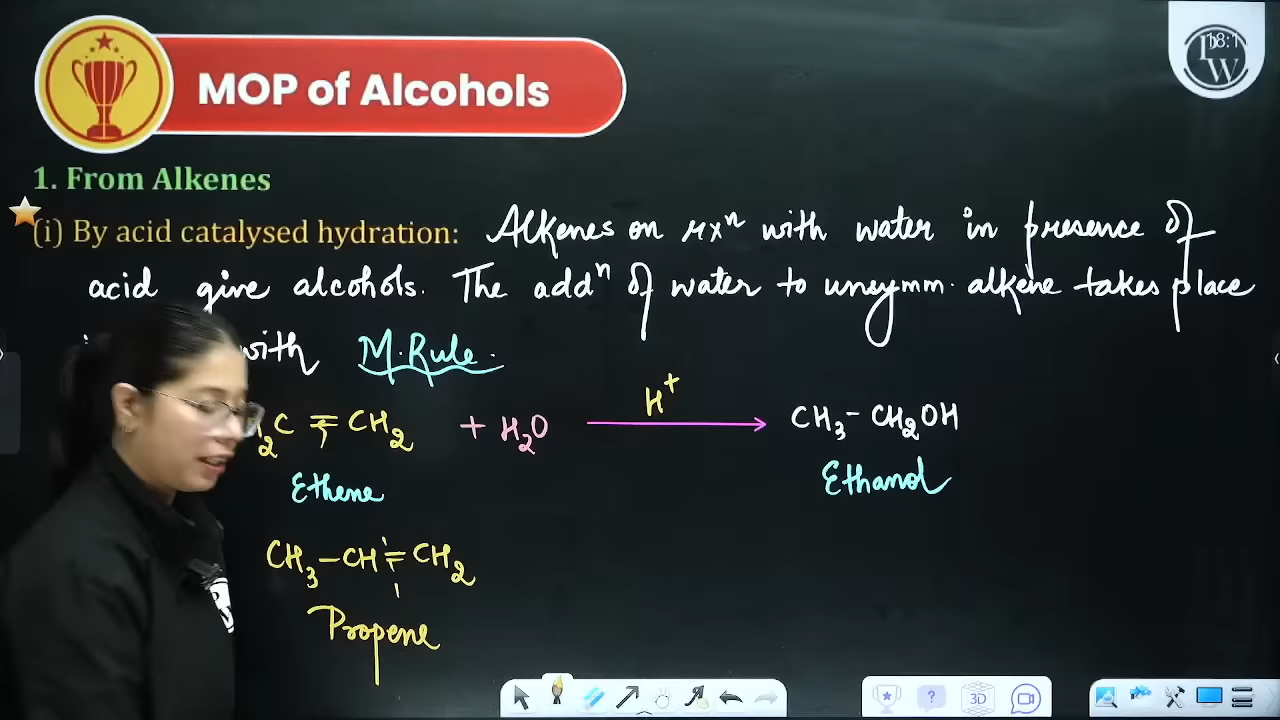 MOP of Alcohols
1. From Alkenes
(i) By acid catalysed hydration: Alkenes on rxⁿ with water in presence of
acid give alcohols. The addⁿ of water to unsymm. alkene takes place
with M.Rule.
₂C = CH₂ + H₂O H⁺ CH₃-CH₂OH
Ethene Ethanol
CH₃-CH=CH₂
Propene
3D